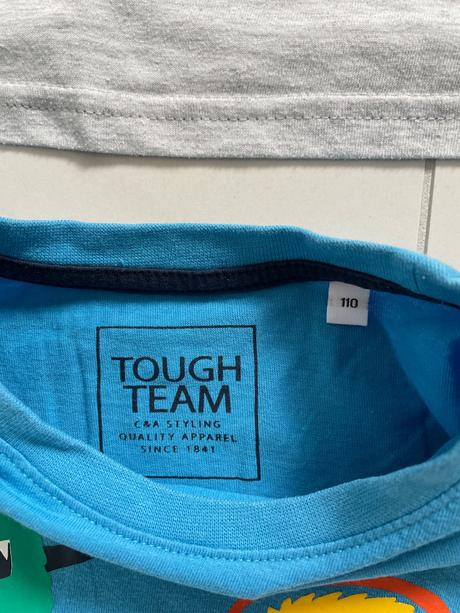 110
TOUGH
TEAM
C&A STYLING
QUALITY APPAREL
SINCE 1841